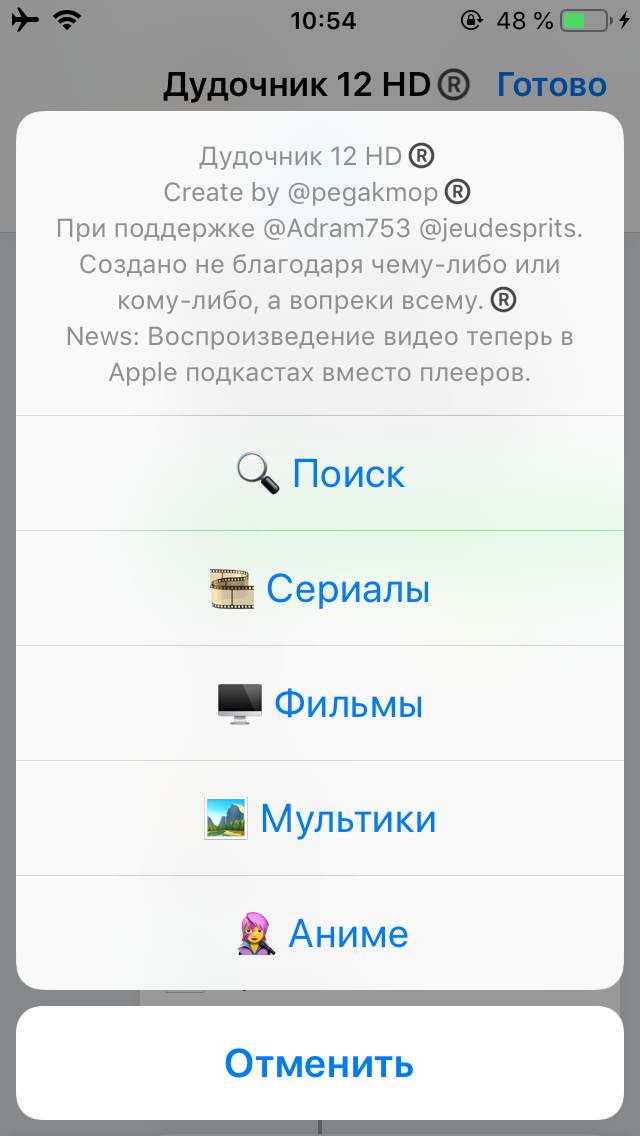 10:54
48 %
Дудочник 12 HD® Готово
Дудочник 12 HD ®
Create by @pegakmop ®
При поддержке @Adram753 @jeudesprits.
Создано не благодаря чему-либо или
кому-либо, а вопреки всему. ®
News: Воспроизведение видео теперь в
Apple подкастах вместо плееров.
Поиск
Сериалы
Фильмы
Мультики
Аниме
Отменить